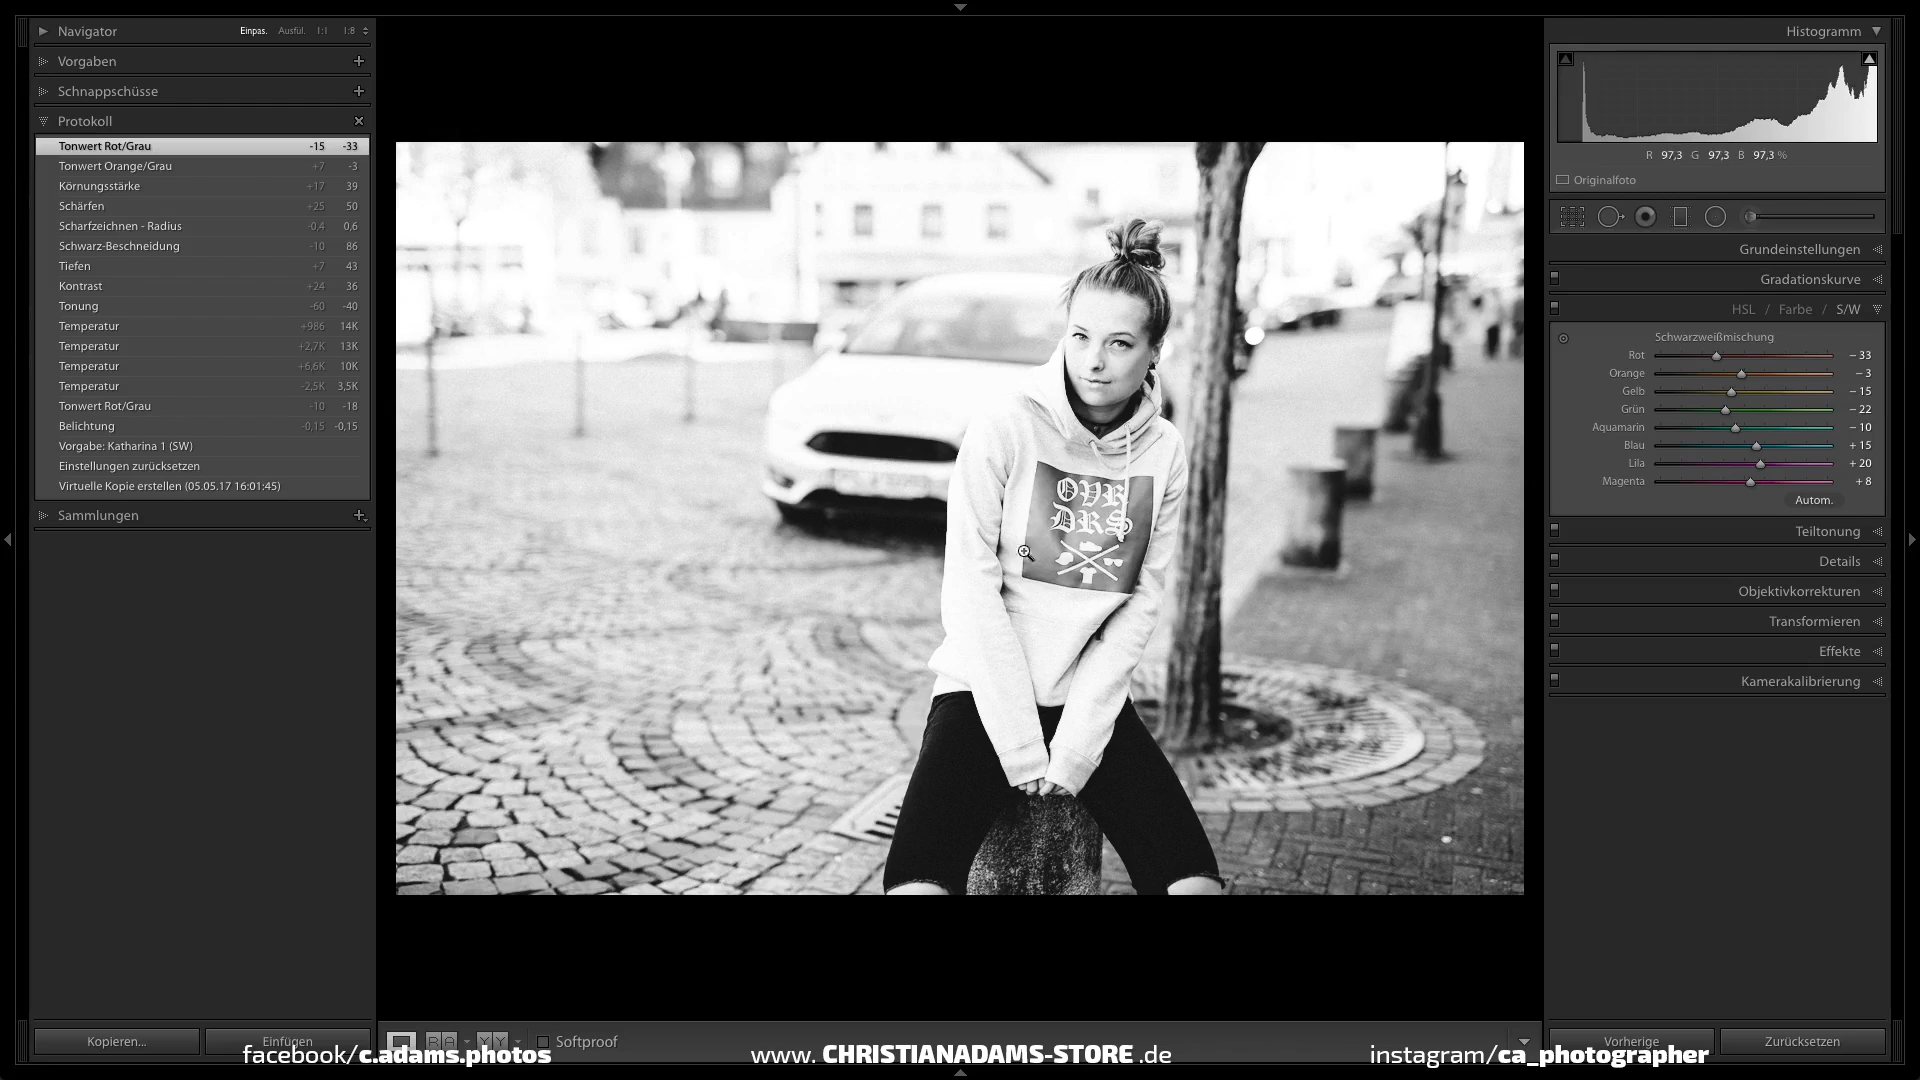 Navigator Einpas. Ausfül. 1:1 1:8
Vorgaben
Schnappschüsse
Protokoll
Tonwert Rot/Grau -15 -33
Tonwert Orange/Grau +7 -3
Körnungsstärke +17 39
Schärfen +25 50
Scharfzeichnen - Radius -0,4 0,6
Schwarz-Beschneidung -10 86
Tiefen +7 43
Kontrast +24 36
Tonung -60 -40
Temperatur +986 14K
Temperatur +2,7K 13K
Temperatur +6,6K 10K
Temperatur -2,5K 3,5K
Tonwert Rot/Grau -10 -18
Belichtung -0,15 -0,15
Vorgabe: Katharina 1 (SW)
Einstellungen zurücksetzen
Virtuelle Kopie erstellen (05.05.17 16:01:45)
Sammlungen
Kopieren... Einfügen
OVR
DRS
Histogramm
R 97,3 G 97,3 B 97,3 %
Originalfoto
Grundeinstellungen
Gradationskurve
HSL / Farbe / S/W
Schwarzweißmischung
Rot – 33
Orange – 3
Gelb – 15
Grün – 22
Aquamarin – 10
Blau + 15
Lila + 20
Magenta + 8
Autom.
Teiltonung
Details
Objektivkorrekturen
Transformieren
Effekte
Kamerakalibrierung
R A Y Y Softproof
Vorherige Zurücksetzen
facebook/c.adams.photos www. CHRISTIANADAMS-STORE .de instagram/ca_photographer